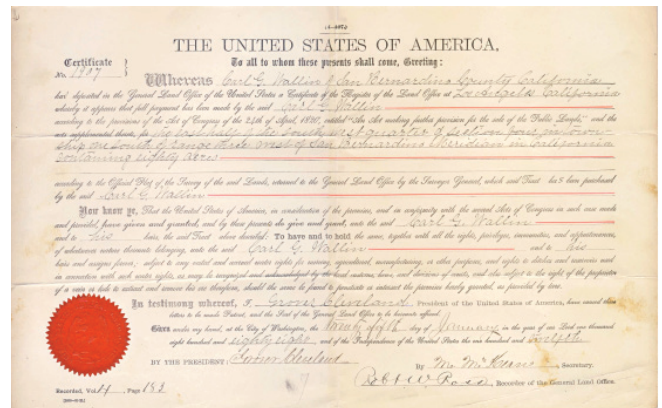 (4—403.)
THE UNITED STATES OF AMERICA,
Certificate
No. 1907
To all to whom these presents shall come, Greeting:
Whereas Carl G. Wallin of San Bernardino County California
has deposited in the General Land Office of the United States a Certificate of the Register of the Land Office at Los Angeles California
whereby it appears that full payment has been made by the said Carl G. Wallin
according to the provisions of the Act of Congress of the 24th of April, 1820, entitled "An Act making further provision for the sale of the Public Lands," and the
acts supplemental thereto, for the East half of the South West quarter of Section four in Town-
ship one South of Range three West of San Bernardino Meridian in California
containing eighty acres
according to the Official Plat of the Survey of the said Lands, returned to the General Land Office by the Surveyor General, which said Tract has been purchased
by the said Carl G. Wallin
Now know ye, That the United States of America, in consideration of the premises, and in conformity with the several Acts of Congress in such case made
and provided, have given and granted, and by these presents do give and grant, unto the said Carl G. Wallin
and to his heirs, the said Tract above described: To have and to hold the same, together with all the rights, privileges, immunities, and appurtenances,
of whatsoever nature thereunto belonging, unto the said Carl G. Wallin and to his
heirs and assigns forever; subject to any vested and accrued water rights for mining, agricultural, manufacturing, or other purposes, and rights to ditches and reservoirs used
in connection with such water rights, as may be recognized and acknowledged by the local customs, laws, and decisions of courts, and also subject to the right of the proprietor
of a vein or lode to extract and remove his ore therefrom, should the same be found to penetrate or intersect the premises hereby granted, as provided by law.
In testimony whereof, I, Grover Cleveland, President of the United States of America, have caused these
letters to be made Patent, and the Seal of the General Land Office to be hereunto affixed.
Given under my hand, at the City of Washington, the day of January in the year of our Lord one thousand
eight hundred and eighty eight and of the Independence of the United States the one hundred and twelfth
BY THE PRESIDENT: Grover Cleveland
By M. McKean, Secretary.
Robt W. Ross, Recorder of the General Land Office.
Recorded, Vol. 4 Page 183